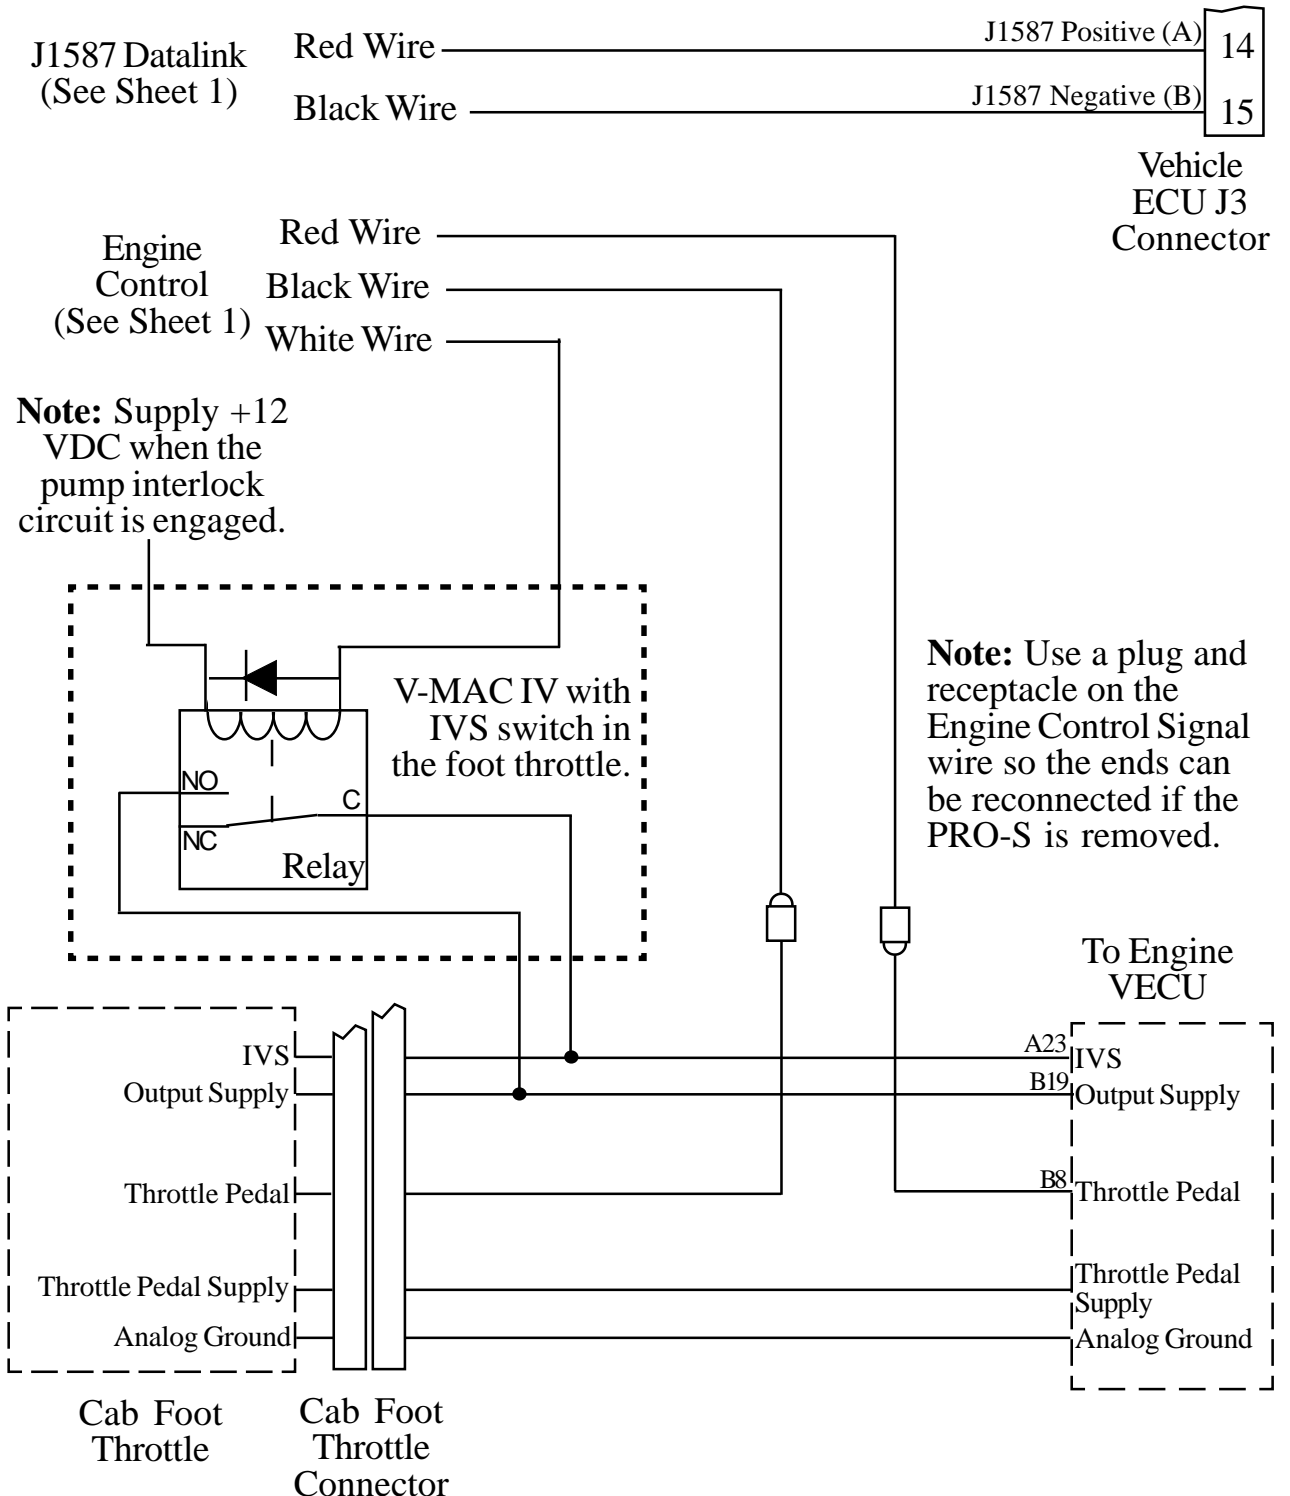 J1587 Datalink
(See Sheet 1)
Red Wire
Black Wire
J1587 Positive (A)
J1587 Negative (B)
14
15
Vehicle
ECU J3
Connector
Engine
Control
(See Sheet 1)
Red Wire
Black Wire
White Wire
Note: Supply +12
VDC when the
pump interlock
circuit is engaged.
V-MAC IV with
IVS switch in
the foot throttle.
NO
C
NC
Relay
Note: Use a plug and
receptacle on the
Engine Control Signal
wire so the ends can
be reconnected if the
PRO-S is removed.
To Engine
VECU
IVS
Output Supply
Throttle Pedal
Throttle Pedal Supply
Analog Ground
A23
B19
B8
IVS
Output Supply
Throttle Pedal
Throttle Pedal
Supply
Analog Ground
Cab Foot
Throttle
Cab Foot
Throttle
Connector